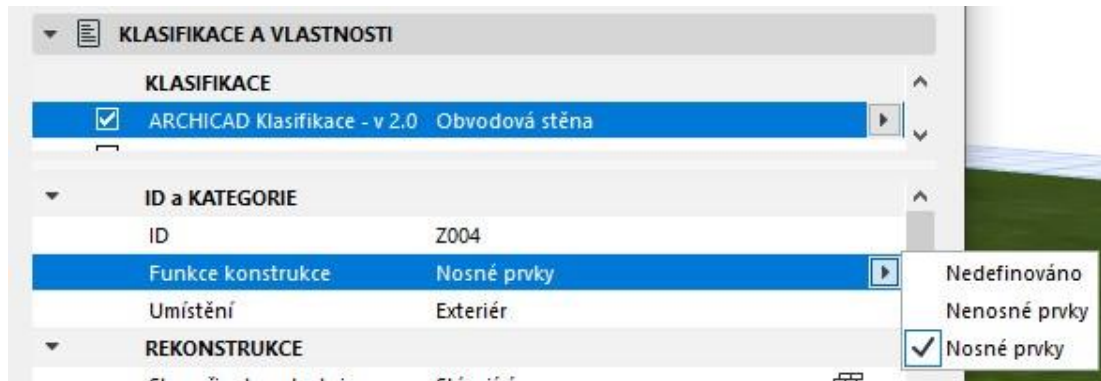 KLASIFIKACE A VLASTNOSTI
KLASIFIKACE
ARCHICAD Klasifikace - v 2.0 Obvodová stěna
ID a KATEGORIE
ID Z004
Funkce konstrukce Nosné prvky
Nedefinováno
Umístění Exteriér
Nenosné prvky
REKONSTRUKCE
Nosné prvky